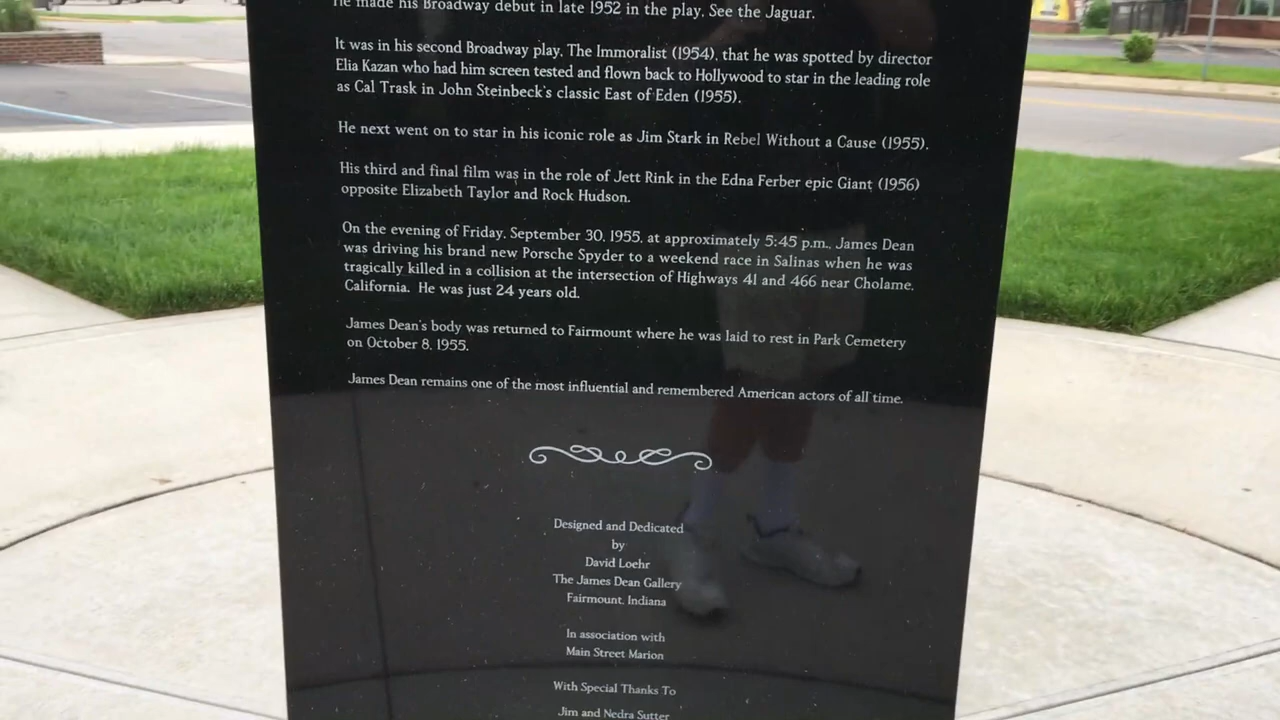 He made his Broadway debut in late 1952 in the play, See the Jaguar.
It was in his second Broadway play, The Immoralist (1954), that he was spotted by director
Elia Kazan who had him screen tested and flown back to Hollywood to star in the leading role
as Cal Trask in John Steinbeck's classic East of Eden (1955).
He next went on to star in his iconic role as Jim Stark in Rebel Without a Cause (1955).
His third and final film was in the role of Jett Rink in the Edna Ferber epic Giant (1956)
opposite Elizabeth Taylor and Rock Hudson.
On the evening of Friday, September 30, 1955, at approximately 5:45 p.m., James Dean
was driving his brand new Porsche Spyder to a weekend race in Salinas when he was
tragically killed in a collision at the intersection of Highways 41 and 466 near Cholame,
California. He was just 24 years old.
James Dean's body was returned to Fairmount where he was laid to rest in Park Cemetery
on October 8, 1955.
James Dean remains one of the most influential and remembered American actors of all time.
Designed and Dedicated
by
David Loehr
The James Dean Gallery
Fairmount, Indiana
In association with
Main Street Marion
With Special Thanks To
Jim and Nedra Sutter